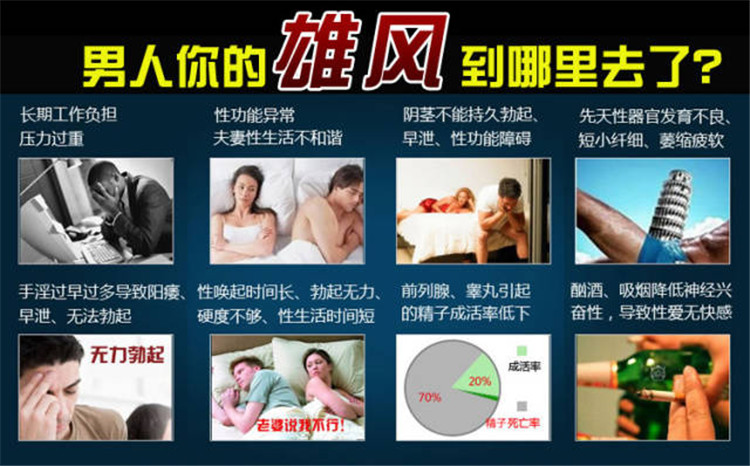 男人你的雄风到哪里去了?
长期工作负担
压力过重
性功能异常
夫妻性生活不和谐
阴茎不能持久勃起、
早泄、性功能障碍
先天性器官发育不良、
短小纤细、萎缩疲软
手淫过早过多导致阳痿、
早泄、无法勃起
性唤起时间长、勃起无力、
硬度不够、性生活时间短
前列腺、睾丸引起
的精子成活率低下
酗酒、吸烟降低神经兴
奋性，导致性爱无快感
无力勃起
老婆说我不行!
成活率
20%
70%
精子死亡率